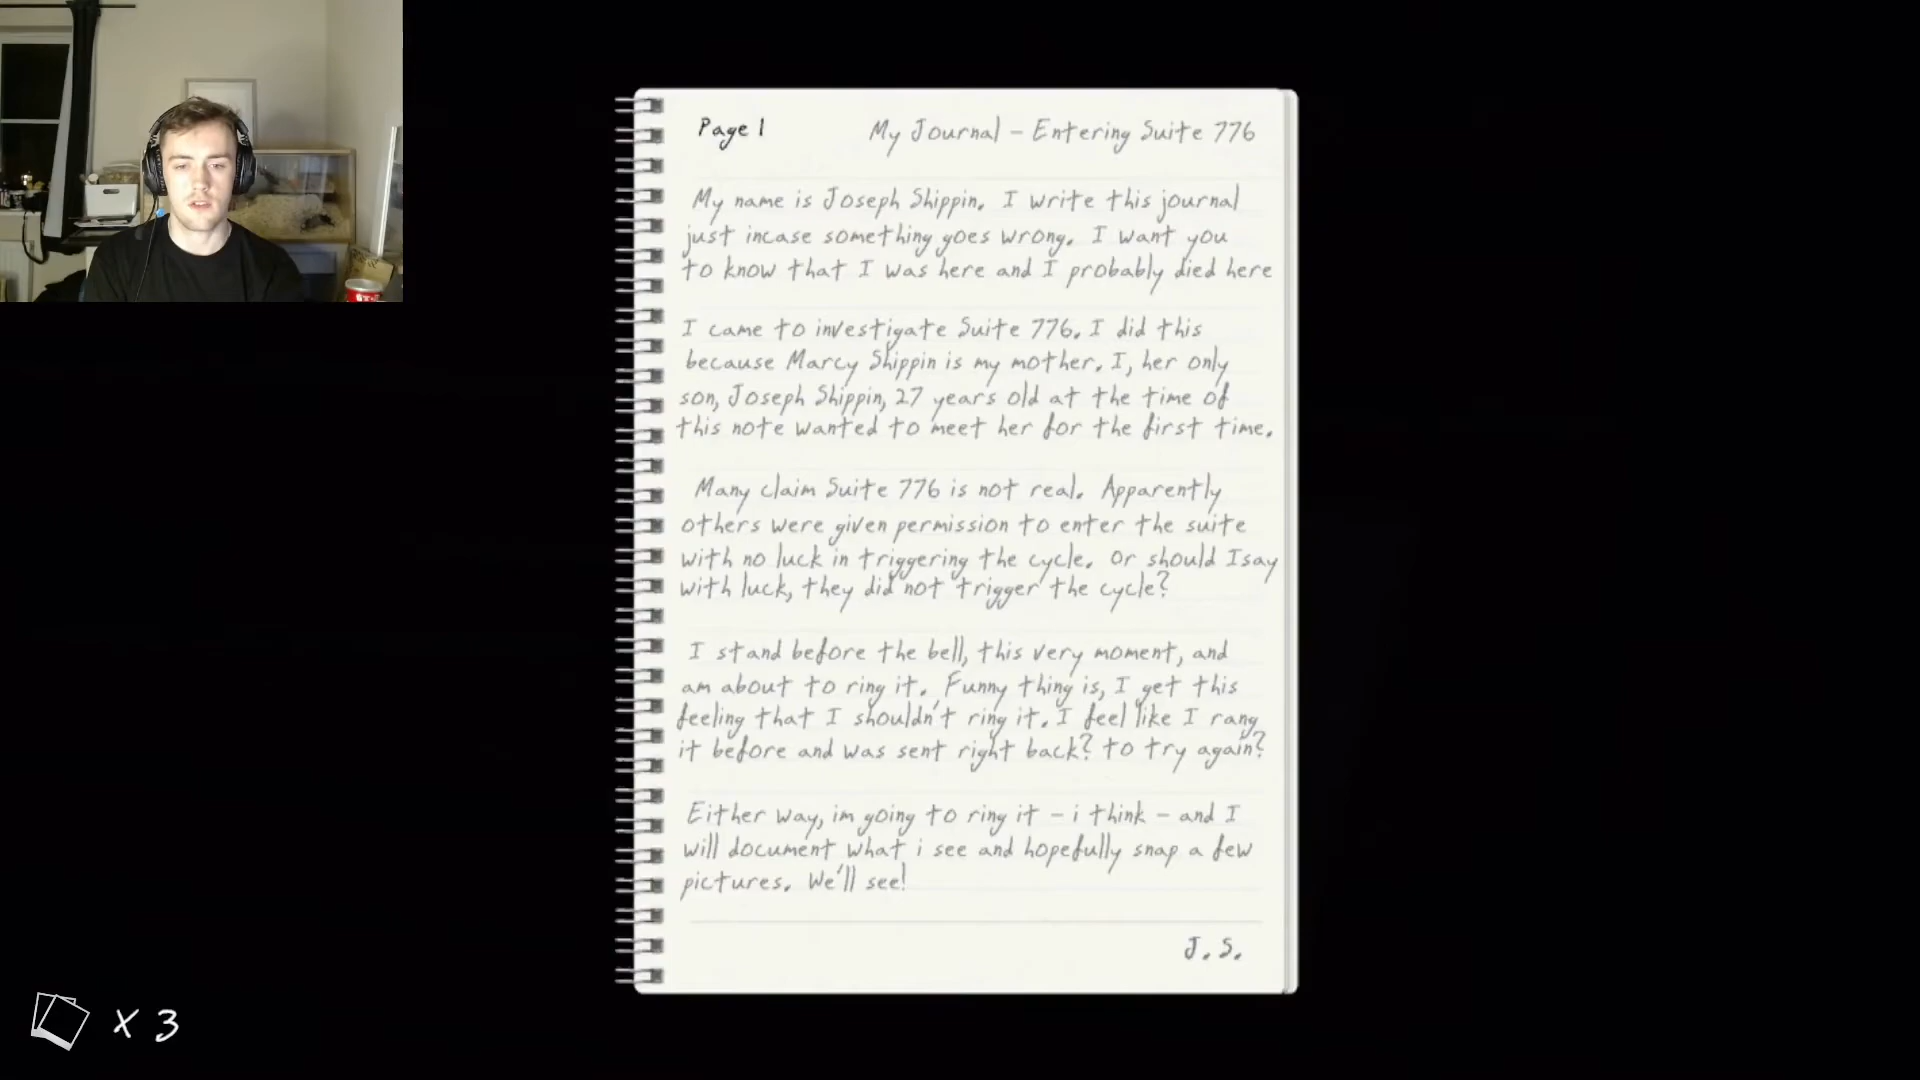 Page 1
My Journal - Entering Suite 776
My name is Joseph Shippin. I write this journal
just incase something goes wrong. I want you
to know that I was here and I probably died here
I came to investigate Suite 776. I did this
because Marcy Shippin is my mother. I, her only
son, Joseph Shippin, 27 years old at the time of
this note wanted to meet her for the first time.
Many claim Suite 776 is not real. Apparently
others were given permission to enter the suite
with no luck in triggering the cycle. Or should I say
with luck, they did not trigger the cycle?
I stand before the bell, this very moment, and
am about to ring it. Funny thing is, I get this
feeling that I shouldn't ring it. I feel like I rang
it before and was sent right back? to try again?
Either way, im going to ring it - i think - and I
will document what i see and hopefully snap a few
pictures. We'll see!
J. S.
X 3